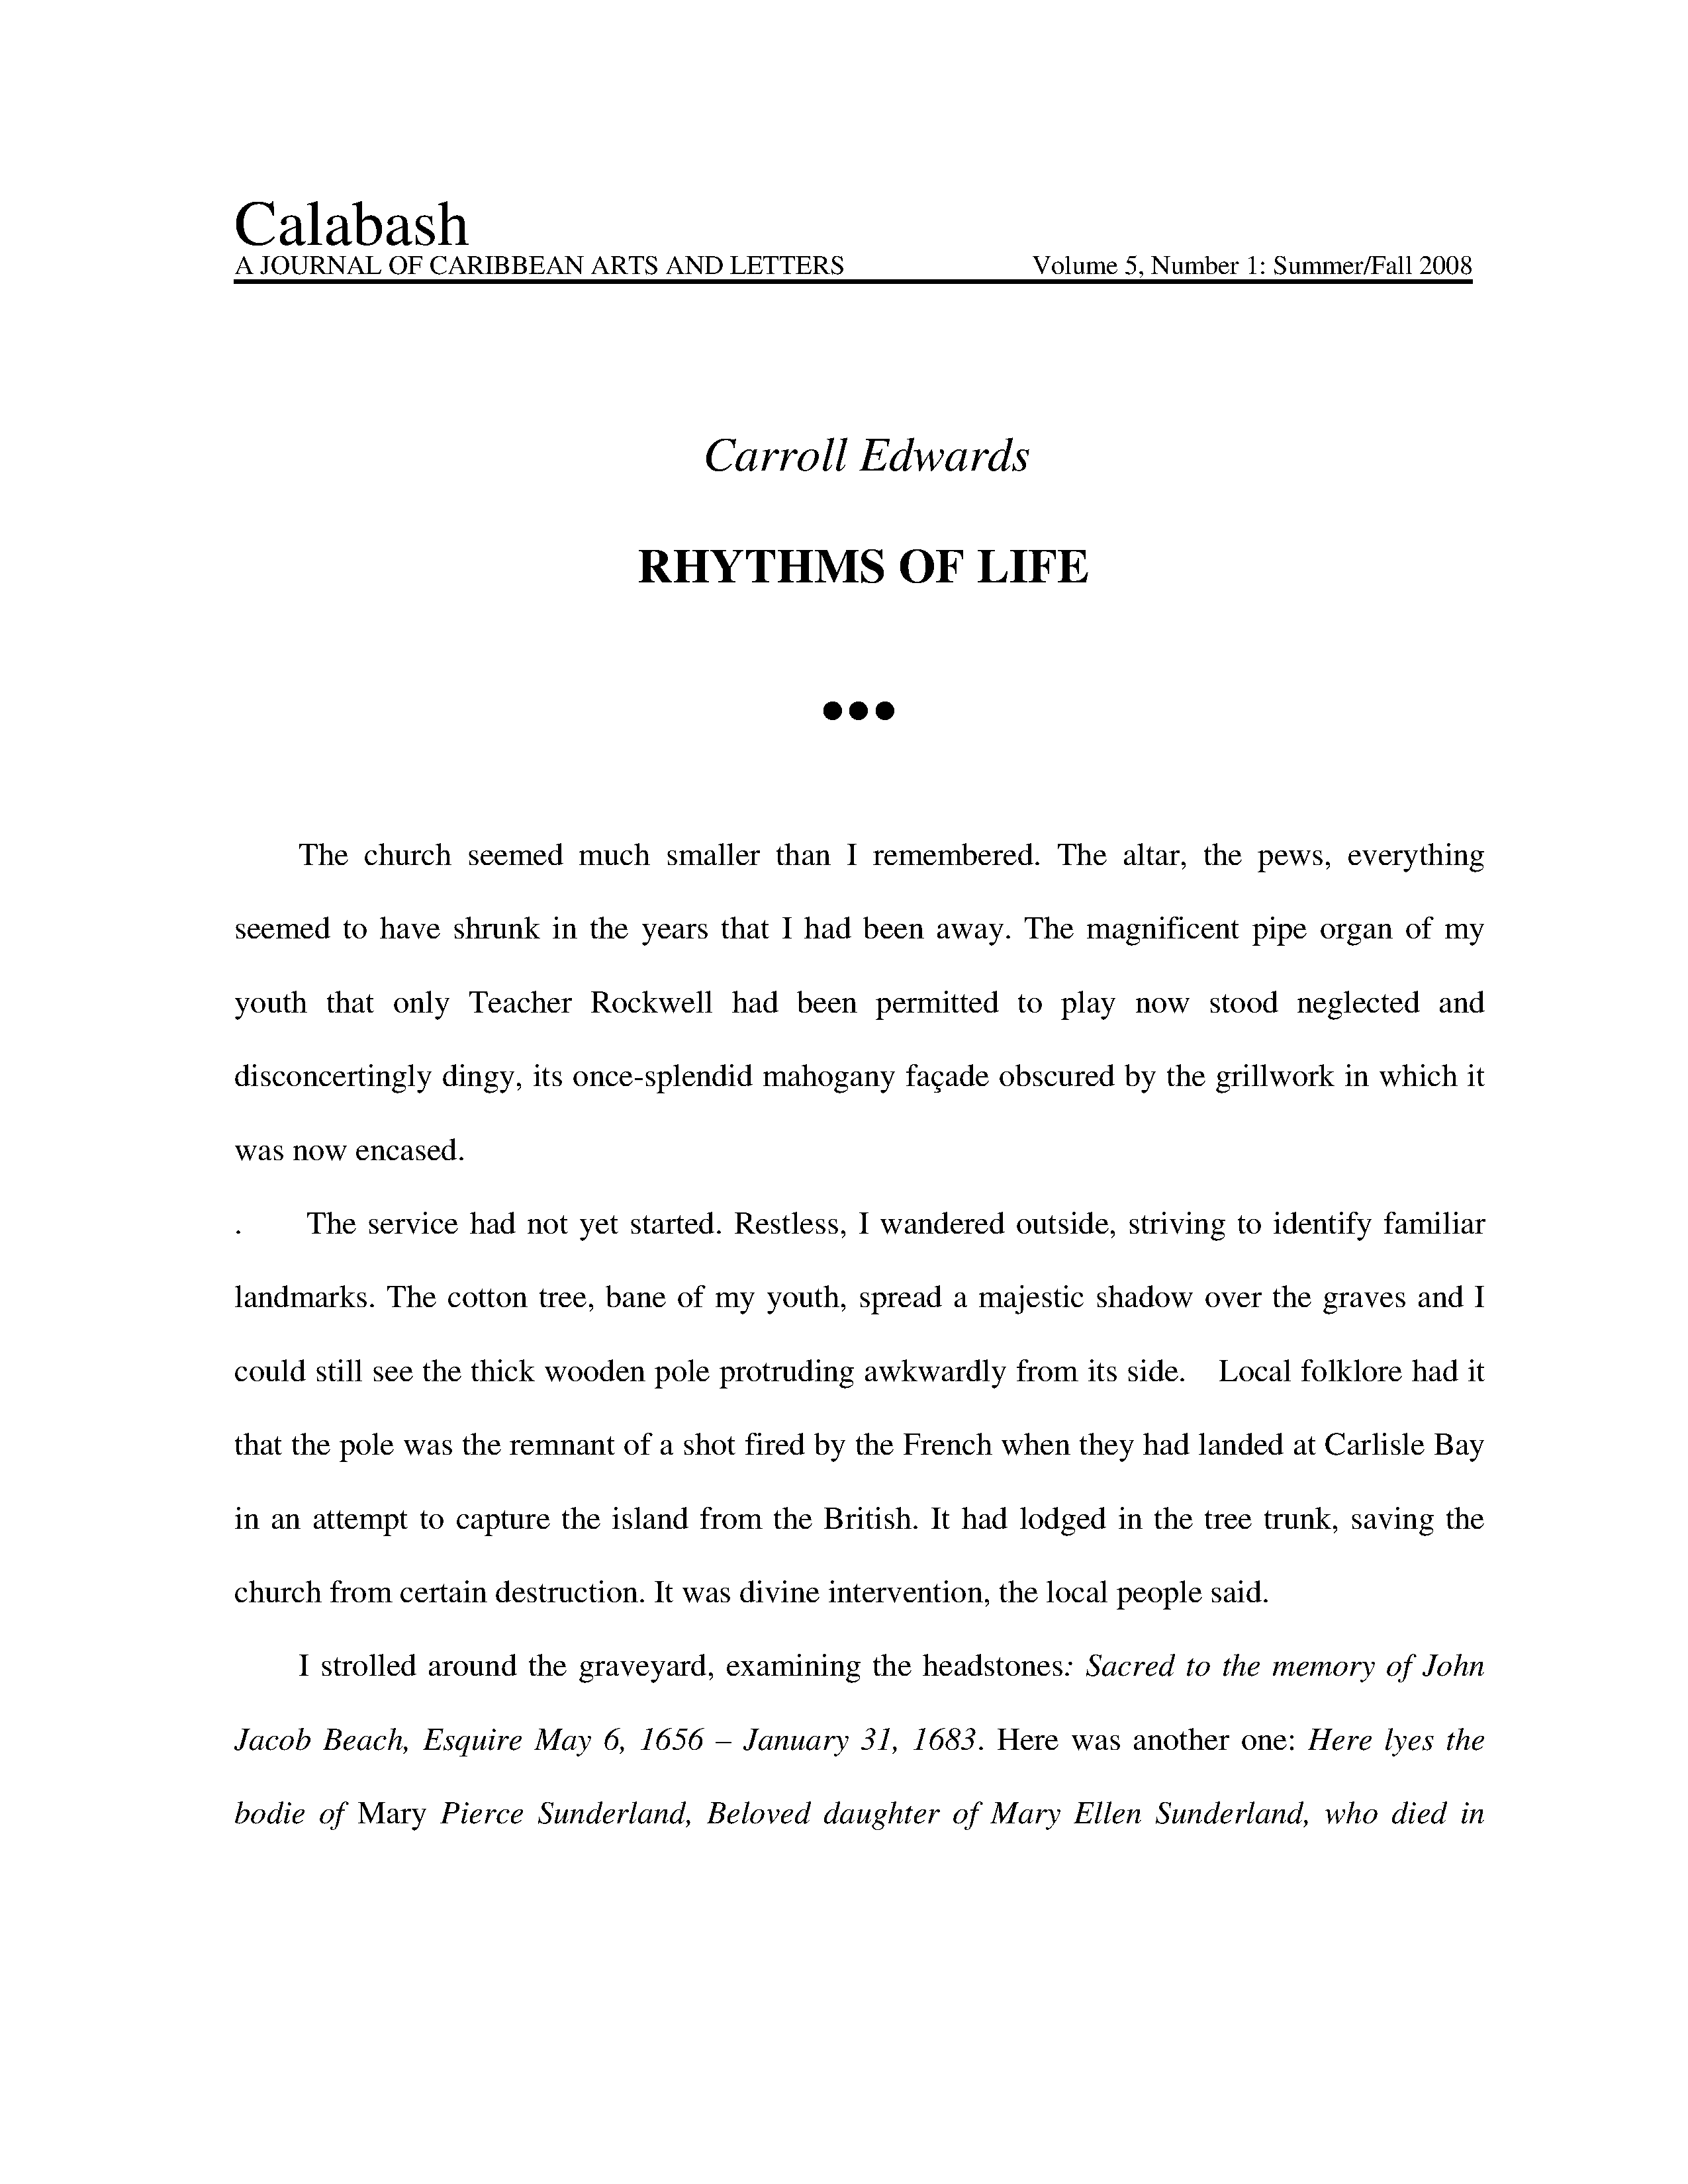 Calabash
A JOURNAL OF CARIBBEAN ARTS AND LETTERS Volume 5, Number 1: Summer/Fall 2008
Carroll Edwards
RHYTHMS OF LIFE
●●●
The church seemed much smaller than I remembered. The altar, the pews, everything
seemed to have shrunk in the years that I had been away. The magnificent pipe organ of my
youth that only Teacher Rockwell had been permitted to play now stood neglected and
disconcertingly dingy, its once-splendid mahogany façade obscured by the grillwork in which it
was now encased.
. The service had not yet started. Restless, I wandered outside, striving to identify familiar
landmarks. The cotton tree, bane of my youth, spread a majestic shadow over the graves and I
could still see the thick wooden pole protruding awkwardly from its side. Local folklore had it
that the pole was the remnant of a shot fired by the French when they had landed at Carlisle Bay
in an attempt to capture the island from the British. It had lodged in the tree trunk, saving the
church from certain destruction. It was divine intervention, the local people said.
I strolled around the graveyard, examining the headstones: Sacred to the memory of John
Jacob Beach, Esquire May 6, 1656 – January 31, 1683. Here was another one: Here lyes the
bodie of Mary Pierce Sunderland, Beloved daughter of Mary Ellen Sunderland, who died in